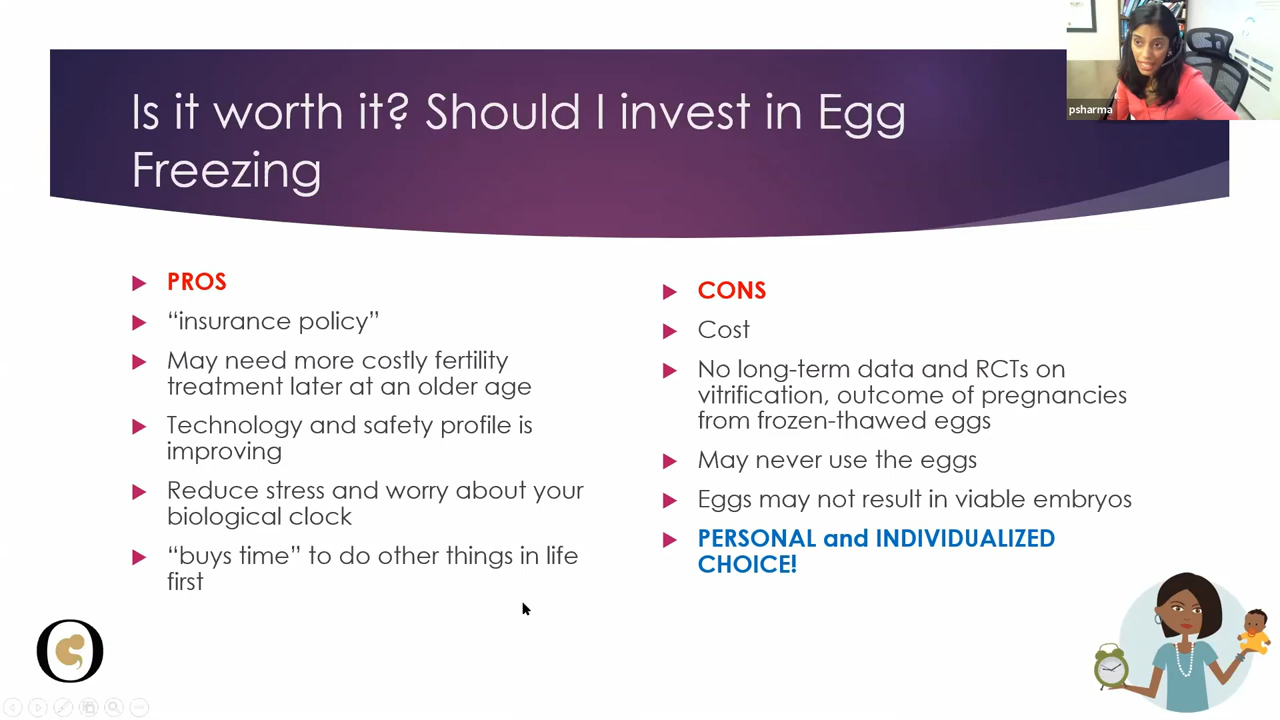 Is it worth it? Should I invest in Egg
Freezing
psharma
PROS
“insurance policy”
May need more costly fertility
treatment later at an older age
Technology and safety profile is
improving
Reduce stress and worry about your
biological clock
“buys time” to do other things in life
first
CONS
Cost
No long-term data and RCTs on
vitrification, outcome of pregnancies
from frozen-thawed eggs
May never use the eggs
Eggs may not result in viable embryos
PERSONAL and INDIVIDUALIZED
CHOICE!